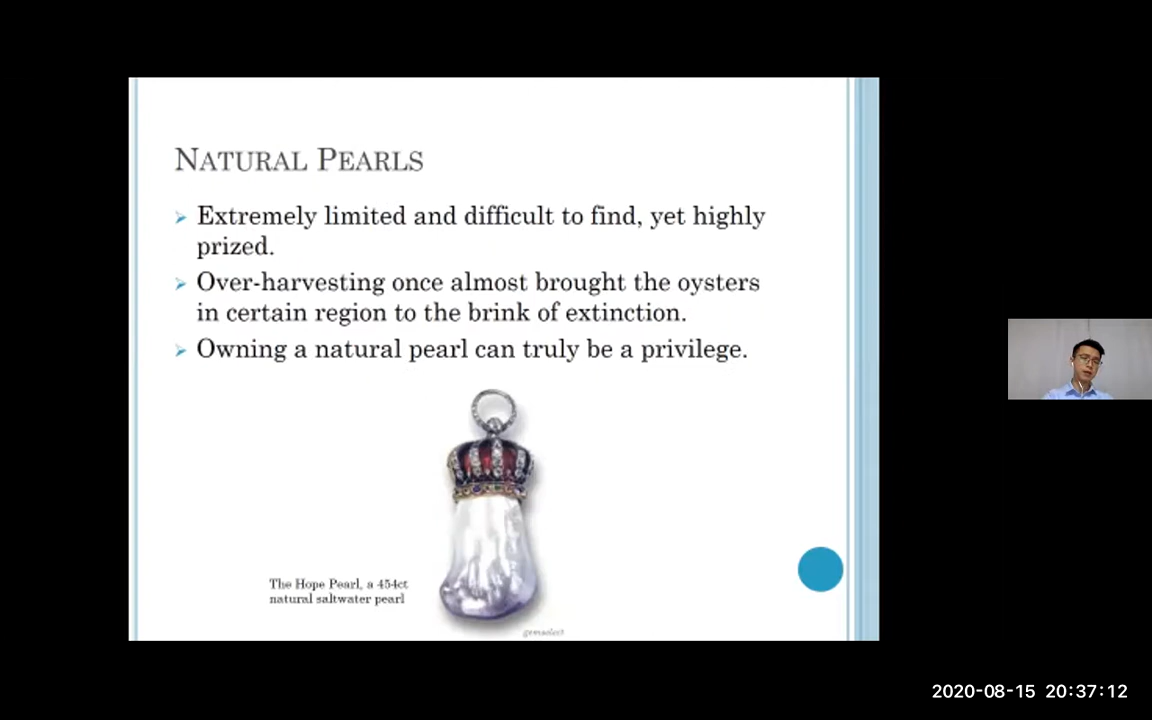 NATURAL PEARLS
Extremely limited and difficult to find, yet highly
prized.
Over-harvesting once almost brought the oysters
in certain region to the brink of extinction.
Owning a natural pearl can truly be a privilege.
The Hope Pearl, a 454ct
natural saltwater pearl
gemselect
2020-08-15 20:37:12